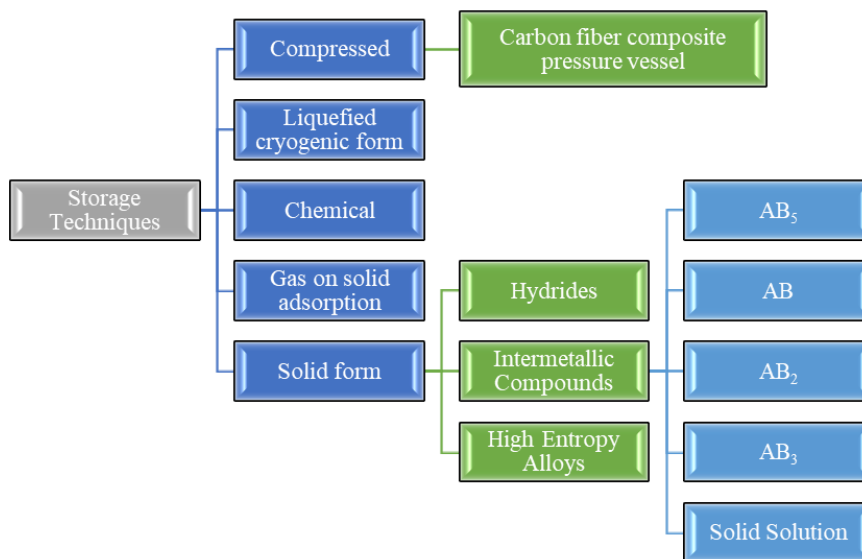 Compressed
Carbon fiber composite
pressure vessel
Liquefied
cryogenic form
Storage
Techniques
Chemical
AB₅
Gas on solid
adsorption
Hydrides
AB
Solid form
Intermetallic
Compounds
AB₂
High Entropy
Alloys
AB₃
Solid Solution